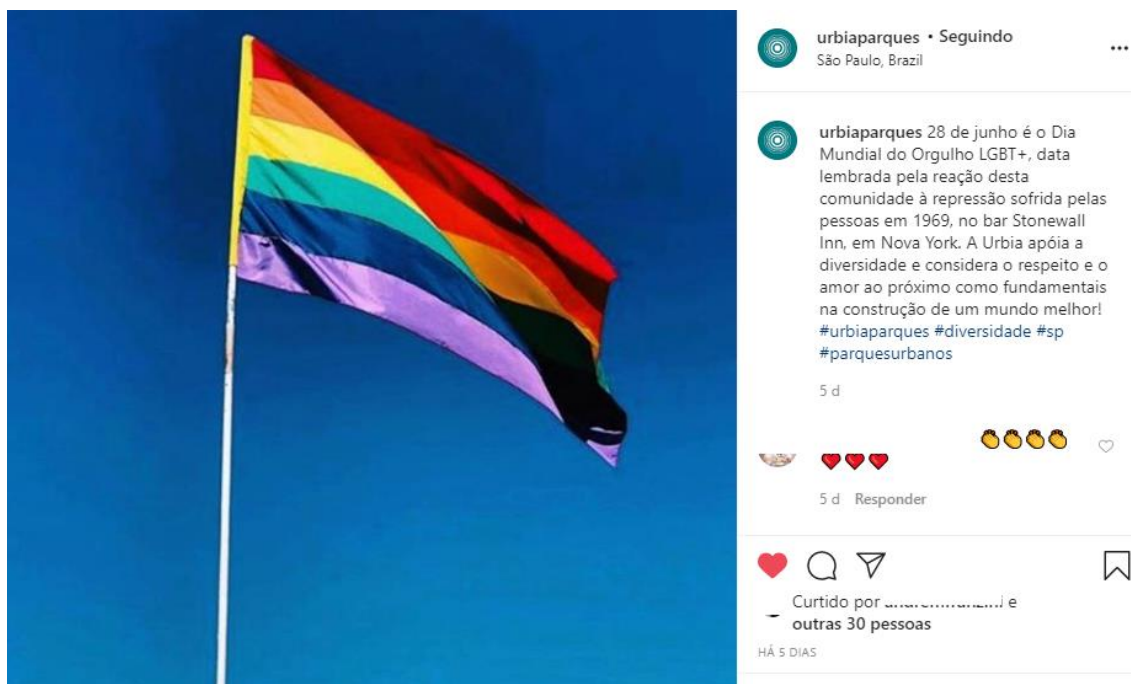 urbiaparques • Seguindo
São Paulo, Brazil
urbiaparques 28 de junho é o Dia
Mundial do Orgulho LGBT+, data
lembrada pela reação desta
comunidade à repressão sofrida pelas
pessoas em 1969, no bar Stonewall
Inn, em Nova York. A Urbia apóia a
diversidade e considera o respeito e o
amor ao próximo como fundamentais
na construção de um mundo melhor!
#urbiaparques #diversidade #sp
#parquesurbanos
5 d
5 d Responder
Curtido por e
outras 30 pessoas
HÁ 5 DIAS